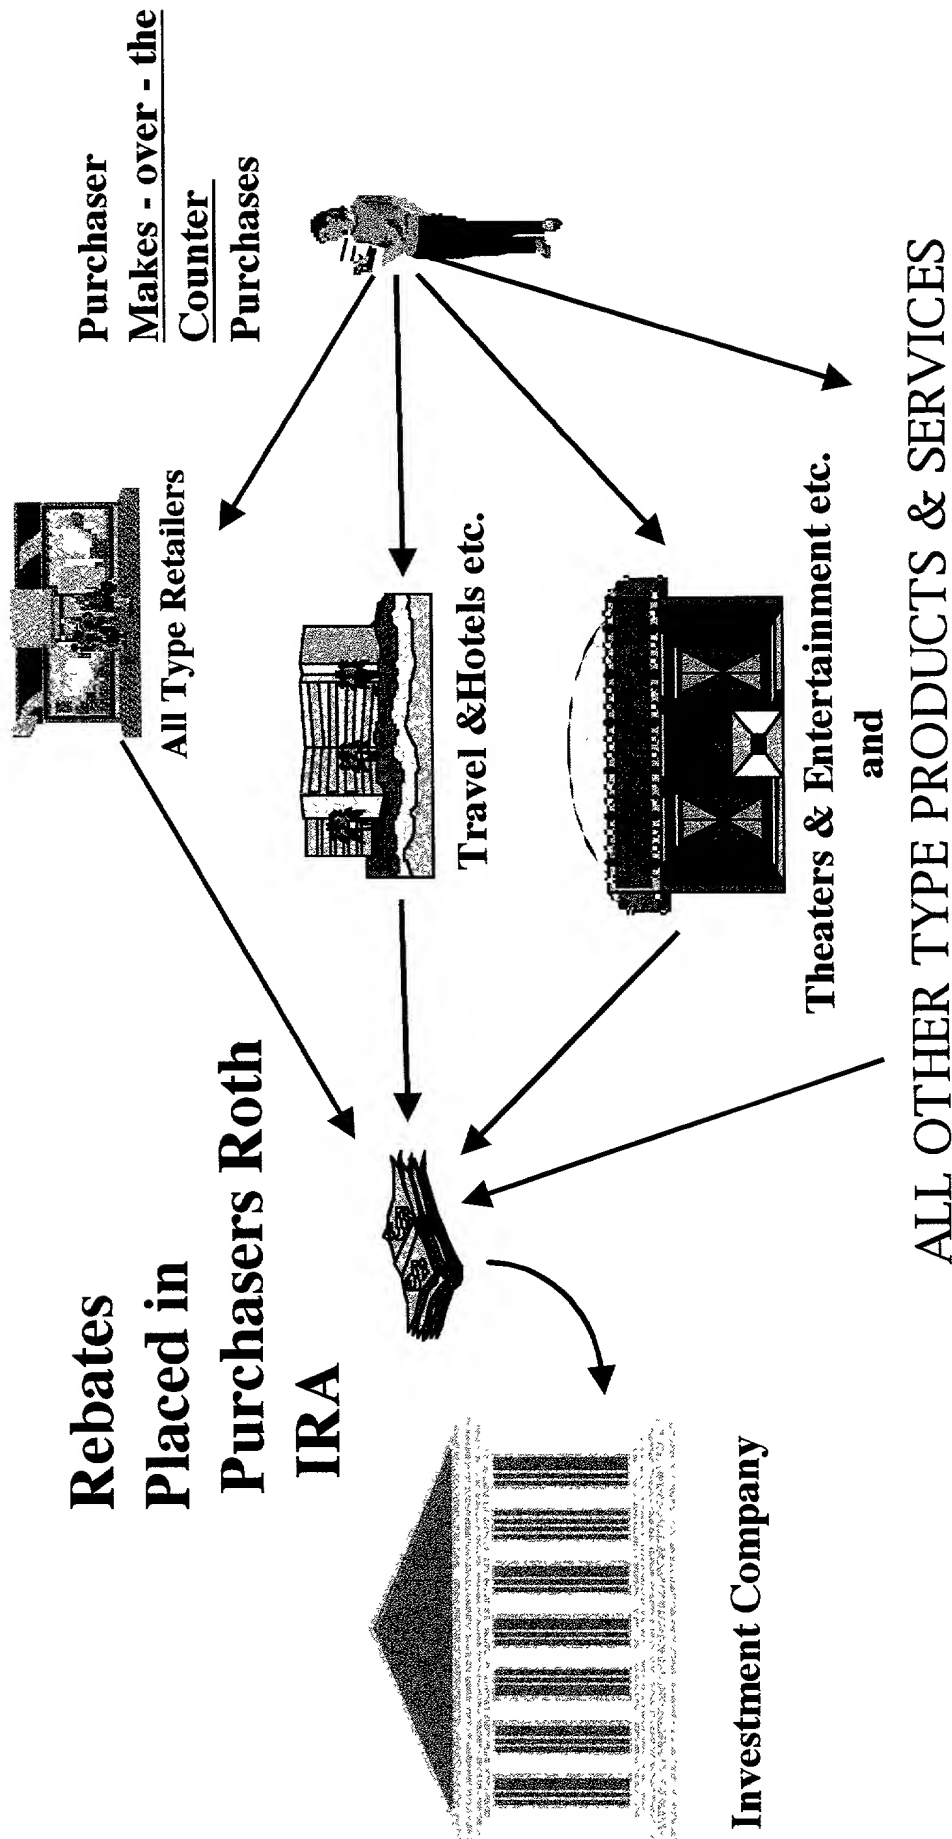 Rebates
Placed in
Purchasers Roth
IRA
Purchaser
Makes - over - the
Counter
Purchases
All Type Retailers
Travel &Hotels etc.
Theaters & Entertainment etc.
and
ALL OTHER TYPE PRODUCTS & SERVICES
Investment Company